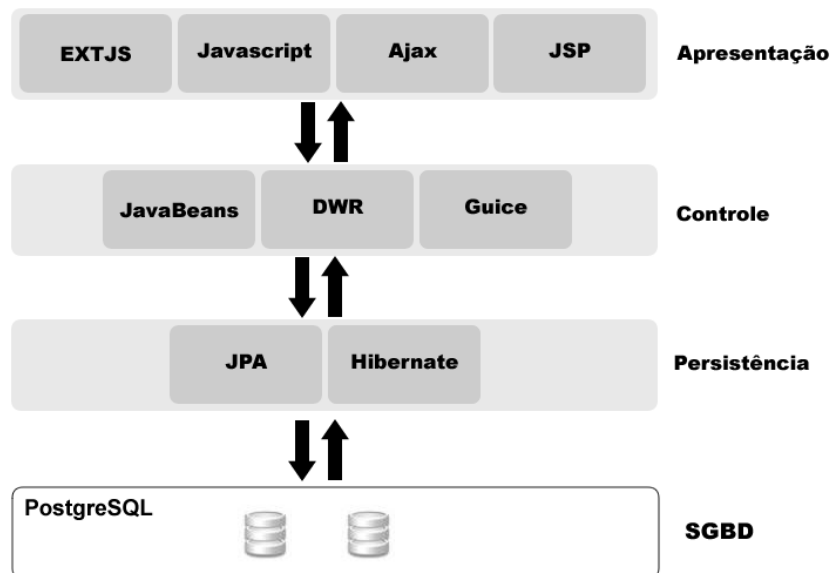 EXTJS
Javascript
Ajax
JSP
Apresentação
JavaBeans
DWR
Guice
Controle
JPA
Hibernate
Persistência
PostgreSQL
SGBD